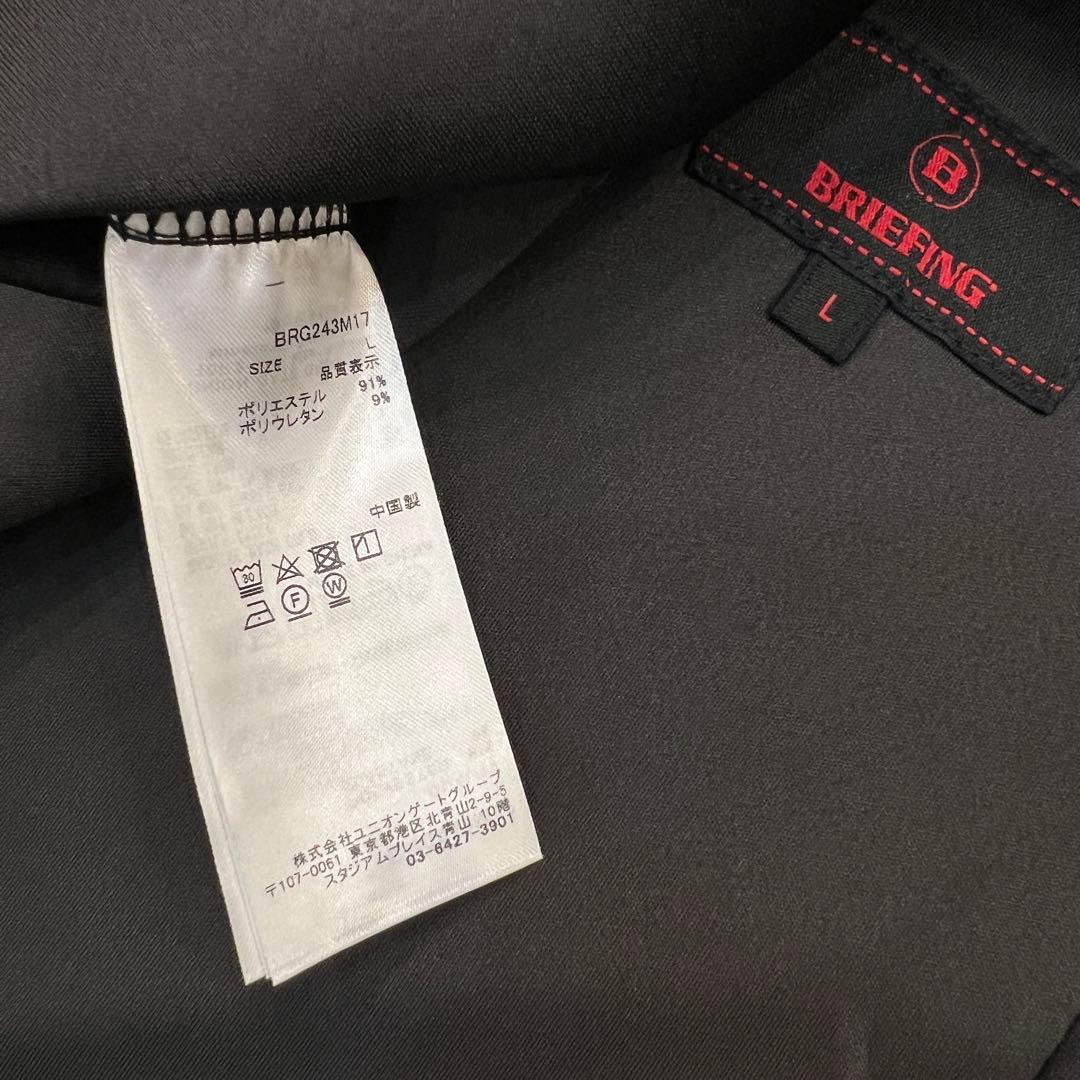 B
BRIEFING
L
BRG243M17
SIZE L
品質表示
ポリエステル 91%
ポリウレタン 9%
中国製
30
F
W
株式会社ユニオンゲートグループ
〒107-0061 東京都港区北青山2-9-5
スタジアムプレイス青山 10階
03-6427-3901